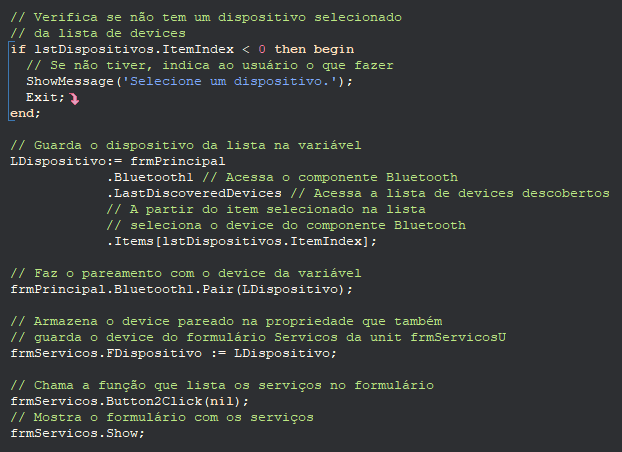 // Verifica se não tem um dispositivo selecionado
// da lista de devices
if lstDispositivos.ItemIndex < 0 then begin
// Se não tiver, indica ao usuário o que fazer
ShowMessage('Selecione um dispositivo.');
Exit;
end;
// Guarda o dispositivo da lista na variável
LDispositivo:= frmPrincipal
.Bluetooth1 // Acessa o componente Bluetooth
.LastDiscoveredDevices // Acessa a lista de devices descobertos
// A partir do item selecionado na lista
// seleciona o device do componente Bluetooth
.Items[lstDispositivos.ItemIndex];
// Faz o pareamento com o device da variável
frmPrincipal.Bluetooth1.Pair(LDispositivo);
// Armazena o device pareado na propriedade que também
// guarda o device do formulário Servicos da unit frmServicosU
frmServicos.FDispositivo := LDispositivo;
// Chama a função que lista os serviços no formulário
frmServicos.Button2Click(nil);
// Mostra o formulário com os serviços
frmServicos.Show;